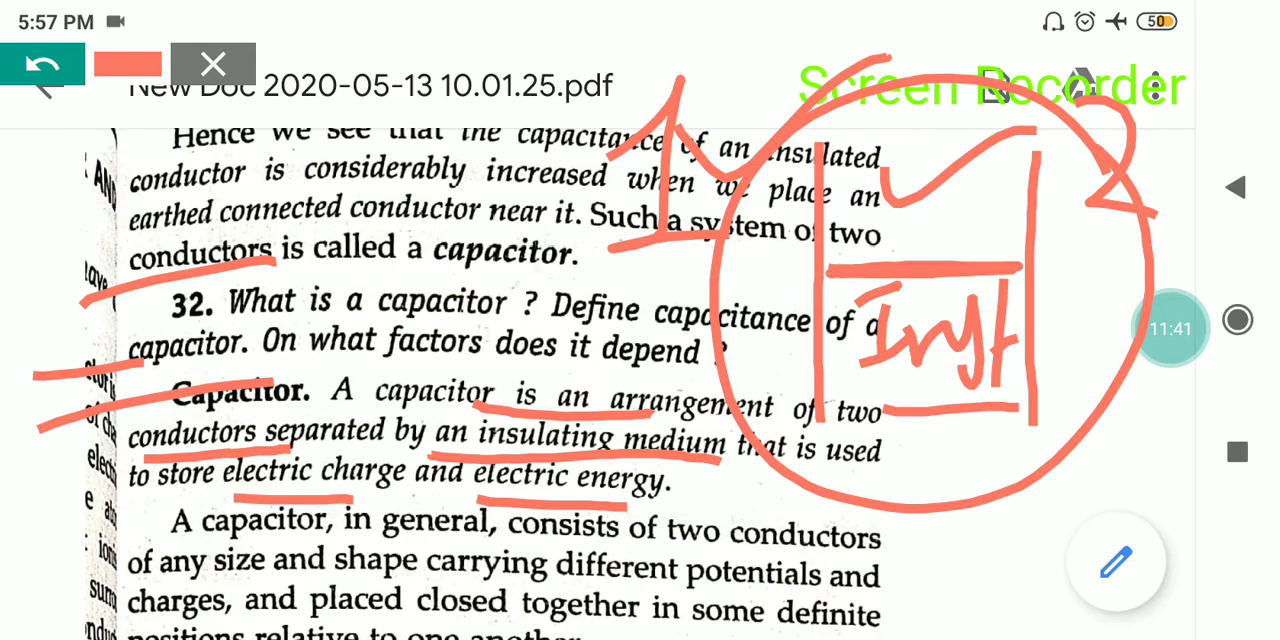 5:57 PM
50
Screen Recorder
New Doc 2020-05-13 10.01.25.pdf
Hence we see that the capacitance of an insulated
conductor is considerably increased when we place an
earthed connected conductor near it. Such a system of two
conductors is called a capacitor.
1
2
32. What is a capacitor ? Define capacitance of a
capacitor. On what factors does it depend ?
11:41
Capacitor. A capacitor is an arrangement of two
conductors separated by an insulating medium that is used
to store electric charge and electric energy.
A capacitor, in general, consists of two conductors
of any size and shape carrying different potentials and
charges, and placed closed together in some definite
positions relative to one another.